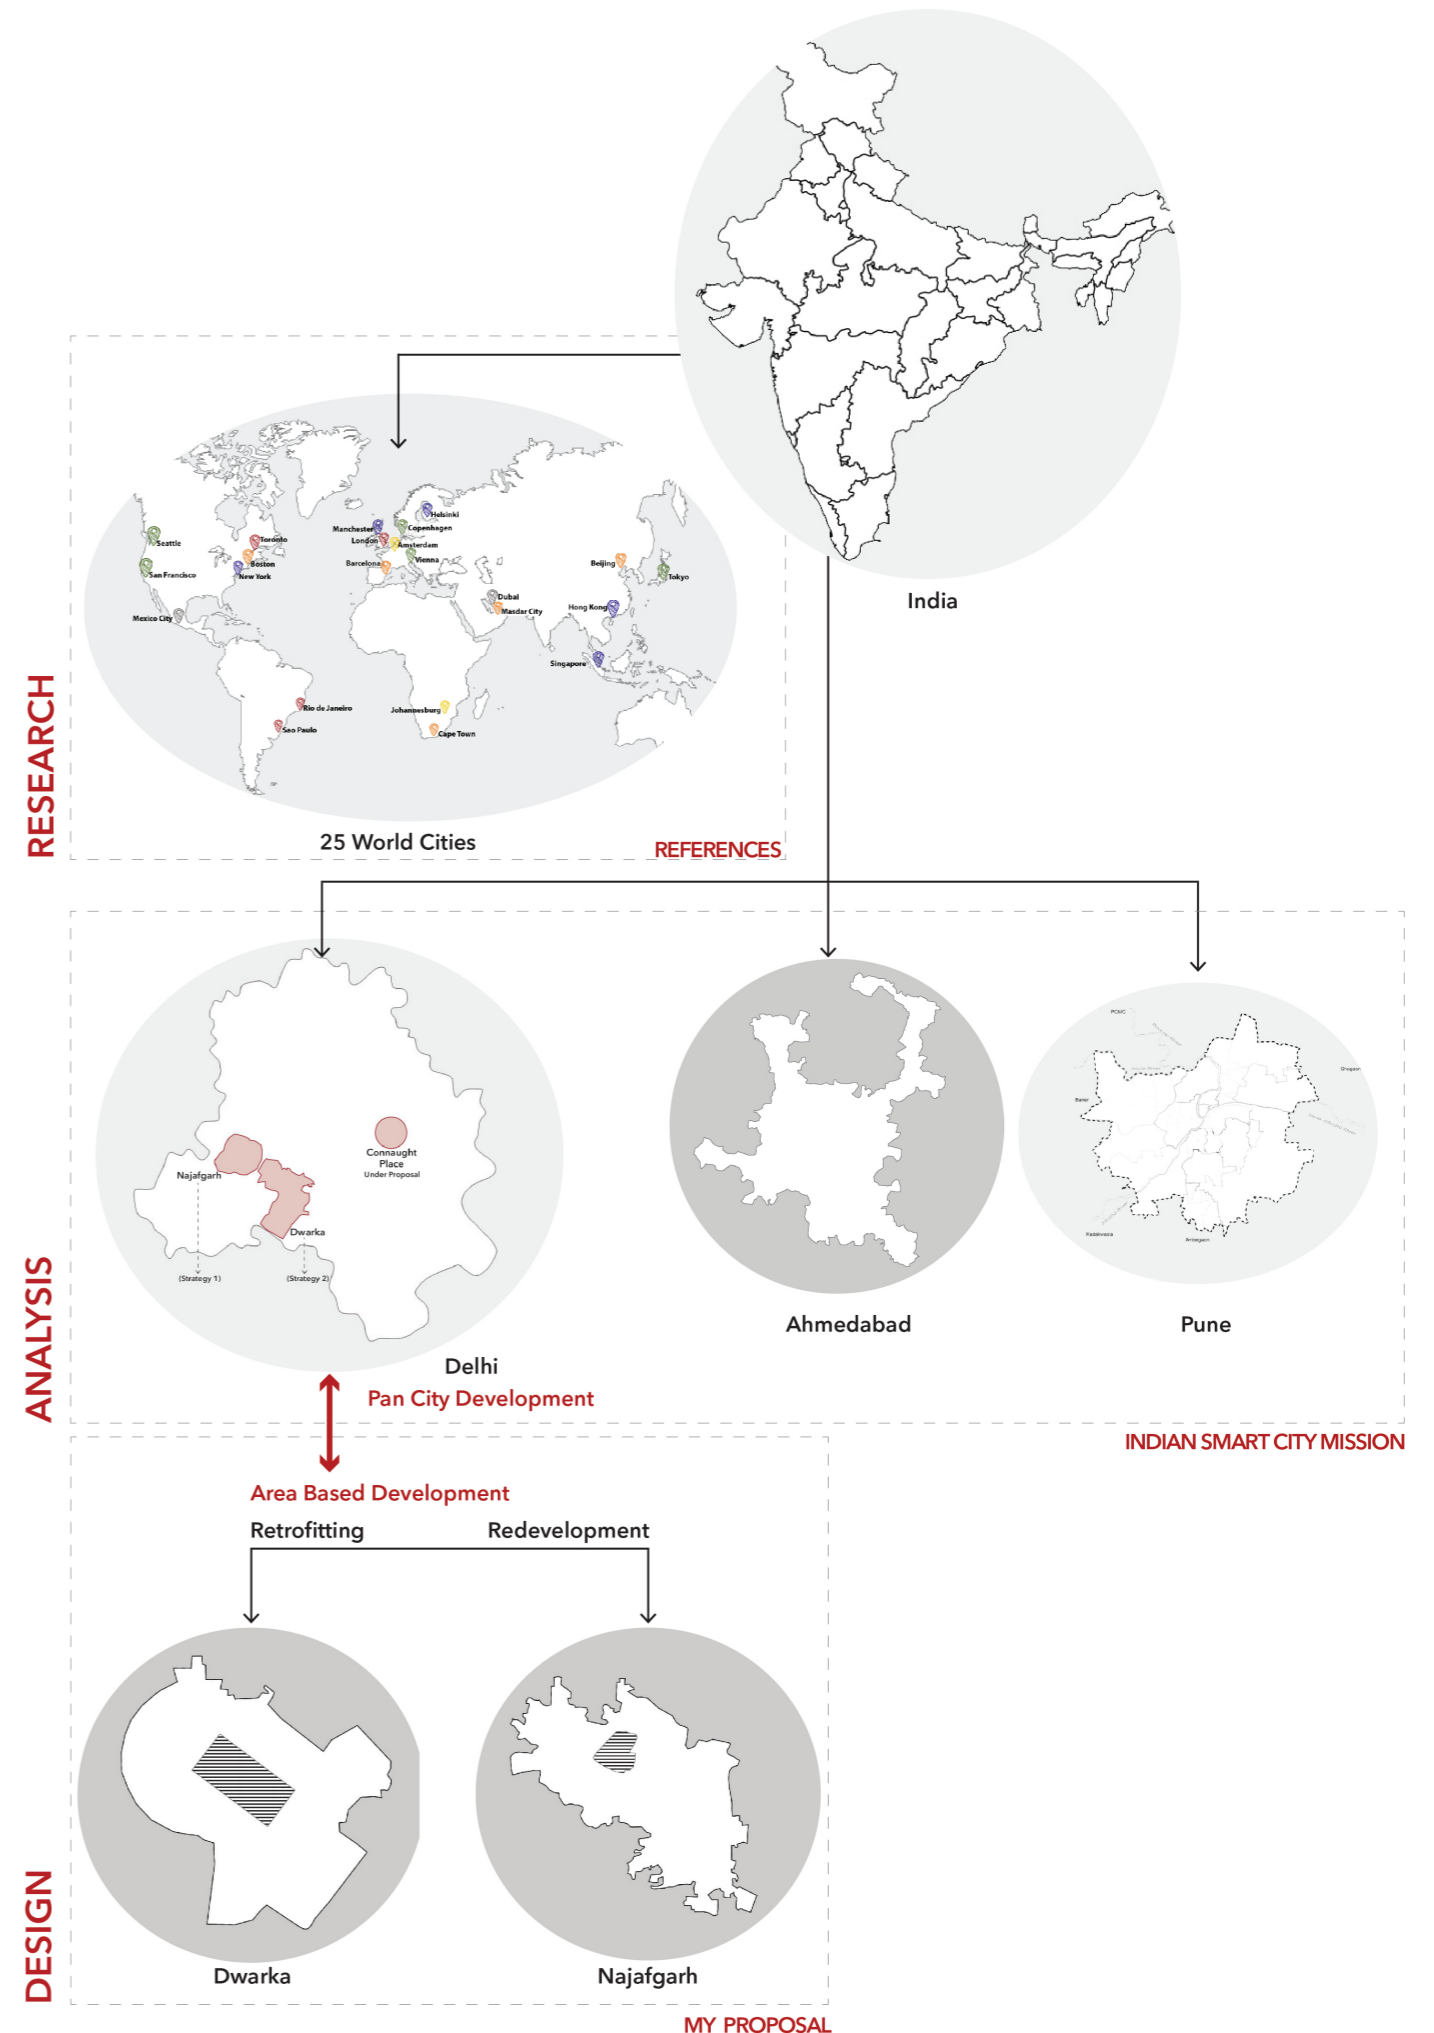 India
RESEARCH
Helsinki
Manchester
Copenhagen
London
Amsterdam
Seattle
Toronto
Vienna
Boston
Barcelona
Beijing
San Francisco
New York
Tokyo
Dubai
Mexico City
Masdar City
Hong Kong
Singapore
Rio de Janeiro
Johannesburg
Sao Paulo
Cape Town
25 World Cities
REFERENCES
ANALYSIS
Connaught
Place
Under Proposal
Najafgarh
Dwarka
(Strategy 1)
(Strategy 2)
Delhi
Ahmedabad
PCMC
Baner
Pune
Pan City Development
INDIAN SMART CITY MISSION
Area Based Development
Retrofitting
Redevelopment
DESIGN
Dwarka
Najafgarh
MY PROPOSAL